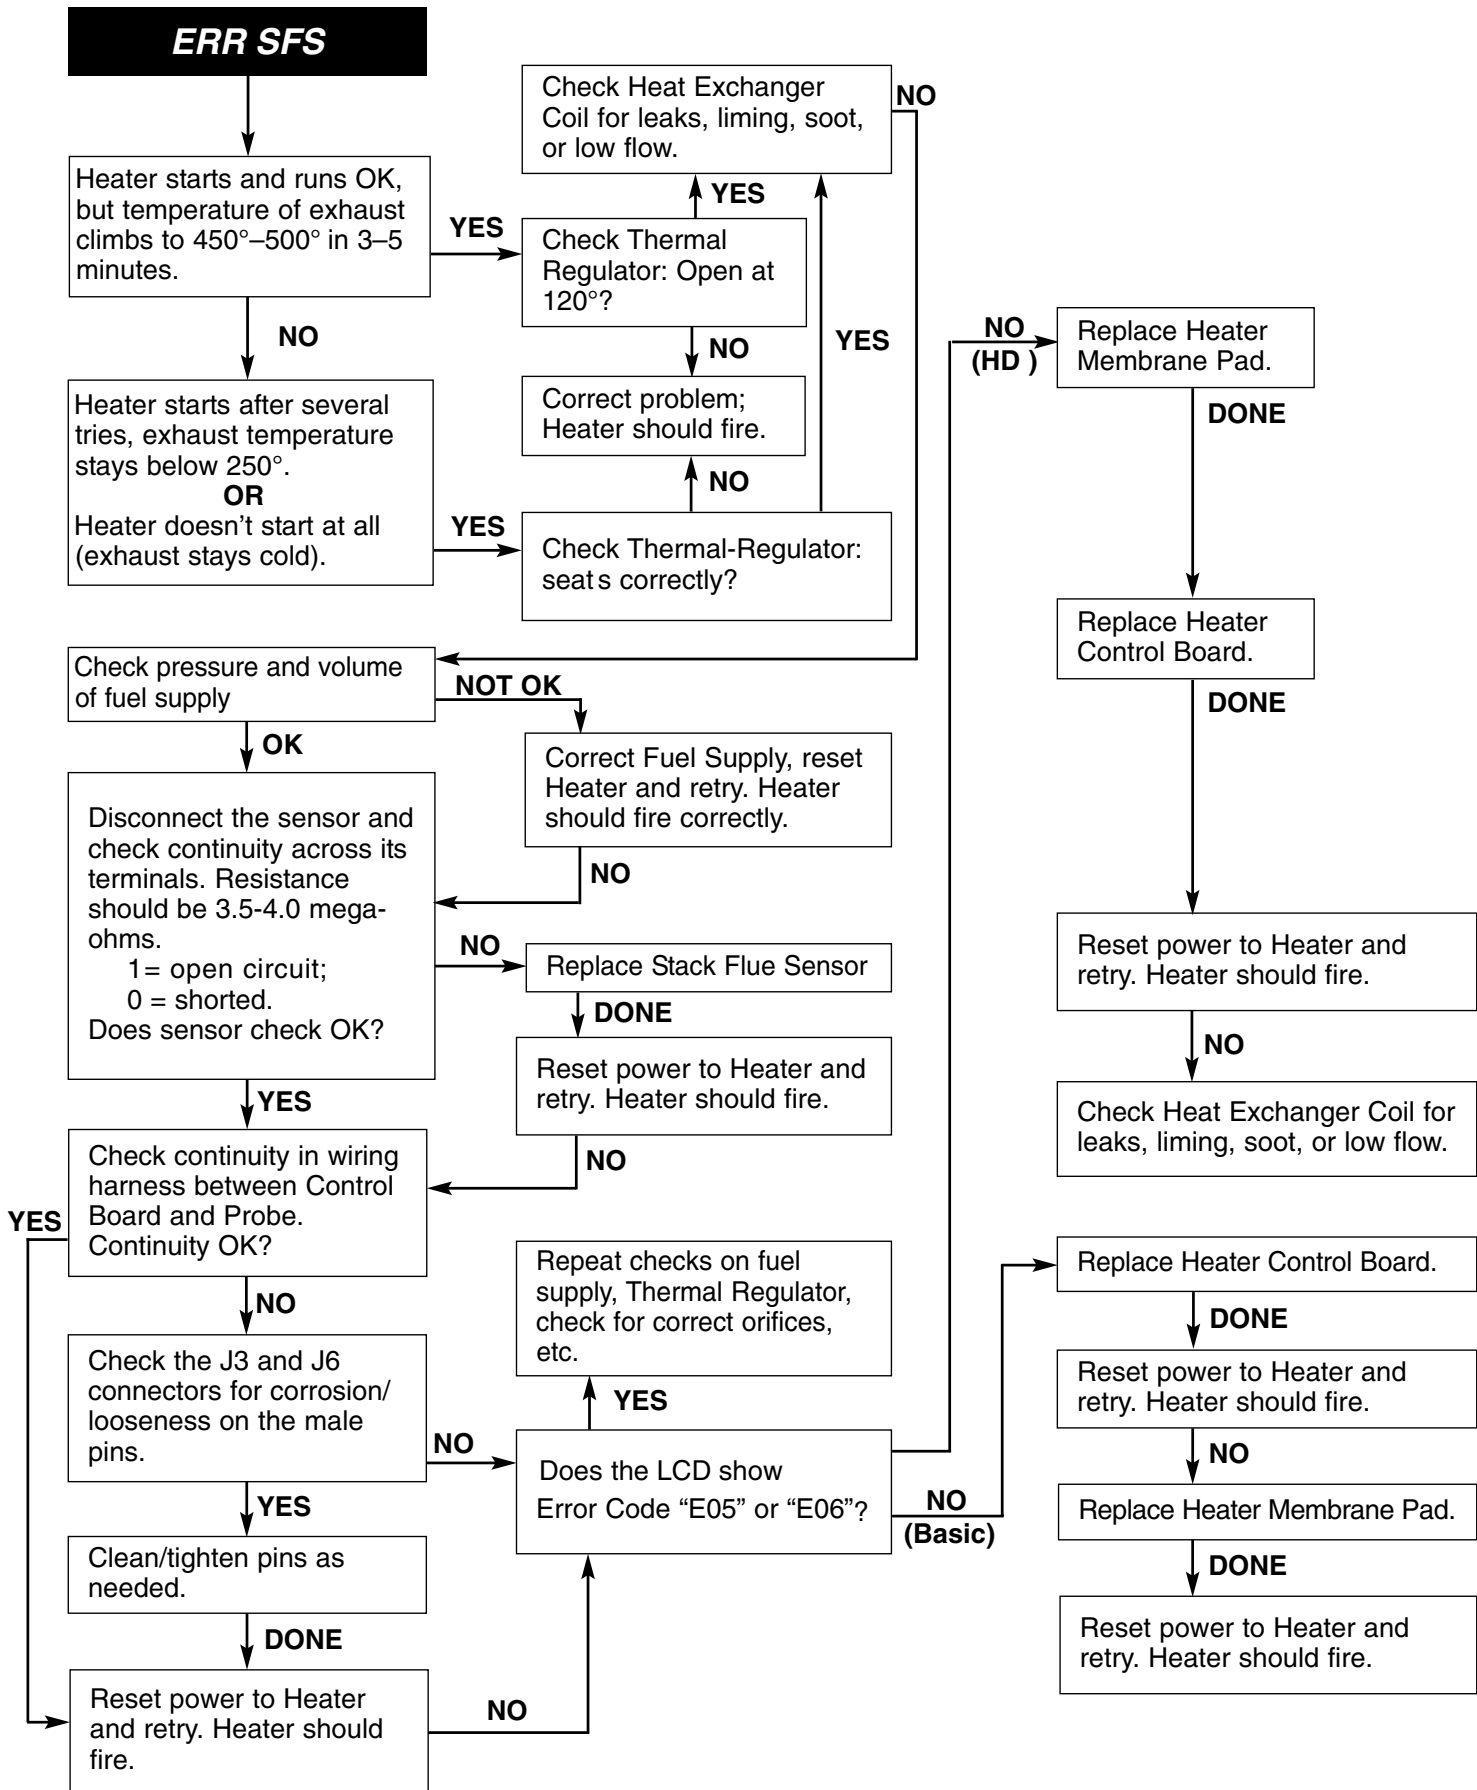 ERR SFS
Heater starts and runs OK,
but temperature of exhaust
climbs to 450°–500° in 3–5
minutes.
YES
NO
Check Heat Exchanger
Coil for leaks, liming, soot,
or low flow.
NO
YES
Check Thermal
Regulator: Open at
120°?
NO
YES
Correct problem;
Heater should fire.
NO
Heater starts after several
tries, exhaust temperature
stays below 250°.
OR
Heater doesn't start at all
(exhaust stays cold).
YES
Check Thermal-Regulator:
seats correctly?
Check pressure and volume
of fuel supply
NOT OK
OK
Correct Fuel Supply, reset
Heater and retry. Heater
should fire correctly.
NO
Disconnect the sensor and
check continuity across its
terminals. Resistance
should be 3.5-4.0 mega-
ohms.
1= open circuit;
0 = shorted.
Does sensor check OK?
NO
Replace Stack Flue Sensor
DONE
Reset power to Heater and
retry. Heater should fire.
NO
YES
Check continuity in wiring
harness between Control
Board and Probe.
Continuity OK?
YES
NO
Check the J3 and J6
connectors for corrosion/
looseness on the male
pins.
NO
YES
Clean/tighten pins as
needed.
DONE
Reset power to Heater
and retry. Heater should
fire.
NO
Repeat checks on fuel
supply, Thermal Regulator,
check for correct orifices,
etc.
YES
Does the LCD show
Error Code “E05” or “E06”?
NO
(Basic)
NO
(HD )
Replace Heater
Membrane Pad.
DONE
Replace Heater
Control Board.
DONE
Reset power to Heater and
retry. Heater should fire.
NO
Check Heat Exchanger Coil for
leaks, liming, soot, or low flow.
Replace Heater Control Board.
DONE
Reset power to Heater and
retry. Heater should fire.
NO
Replace Heater Membrane Pad.
DONE
Reset power to Heater and
retry. Heater should fire.